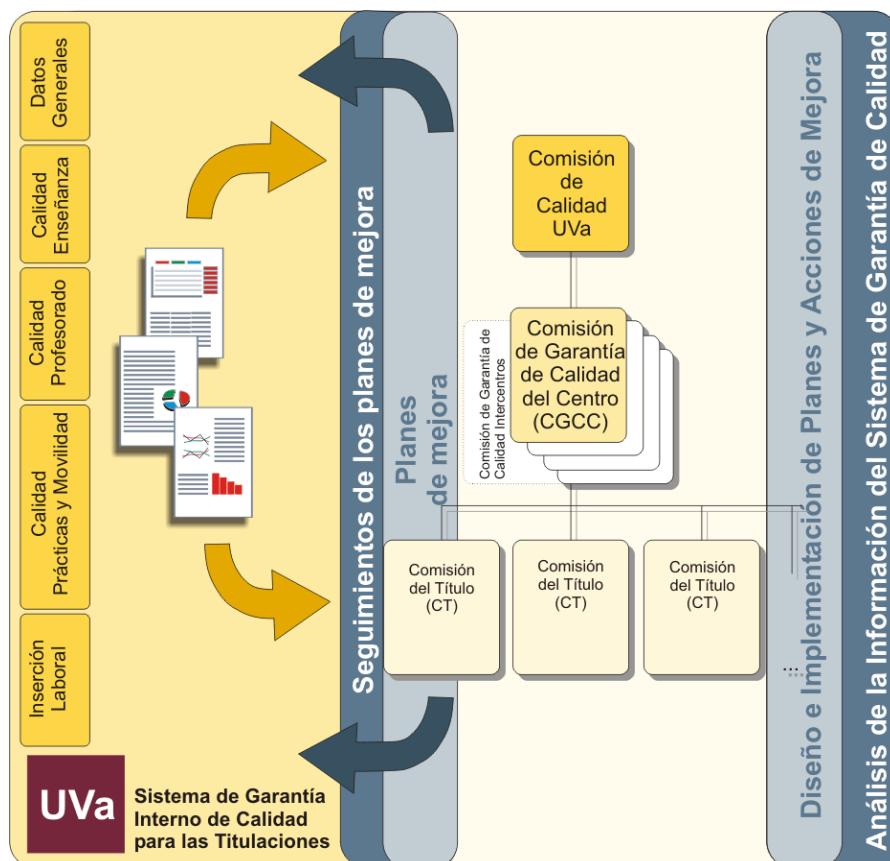 Datos
Generales
Calidad
Enseñanza
Calidad
Profesorado
Calidad
Prácticas y Movilidad
Inserción
Laboral
UVa
Sistema de Garantía
Interno de Calidad
para las Titulaciones
Seguimientos de los planes de mejora
Planes
de mejora
Comisión
de
Calidad
UVa
Comisión de Garantía de
Calidad Intercentros
Comisión
de Garantía
de Calidad
del Centro
(CGCC)
Comisión
del Título
(CT)
Comisión
del Título
(CT)
Comisión
del Título
(CT)
Diseño e Implementación de Planes y Acciones de Mejora
Análisis de la Información del Sistema de Garantía de Calidad